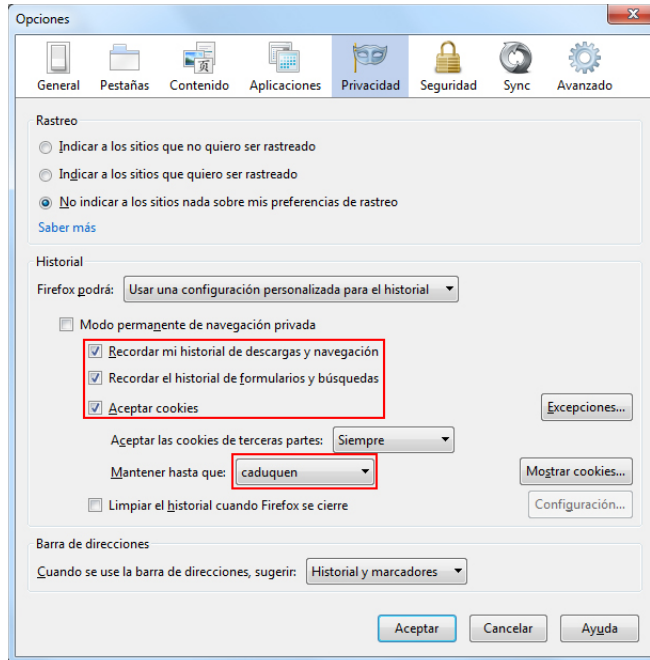 Opciones
General Pestañas Contenido Aplicaciones Privacidad Seguridad Sync Avanzado
Rastreo
Indicar a los sitios que no quiero ser rastreado
Indicar a los sitios que quiero ser rastreado
No indicar a los sitios nada sobre mis preferencias de rastreo
Saber más
Historial
Firefox podrá: Usar una configuración personalizada para el historial
Modo permanente de navegación privada
Recordar mi historial de descargas y navegación
Recordar el historial de formularios y búsquedas
Aceptar cookies Excepciones...
Aceptar las cookies de terceras partes: Siempre
Mantener hasta que: caduquen Mostrar cookies...
Limpiar el historial cuando Firefox se cierre Configuración...
Barra de direcciones
Cuando se use la barra de direcciones, sugerir: Historial y marcadores
Aceptar Cancelar Ayuda